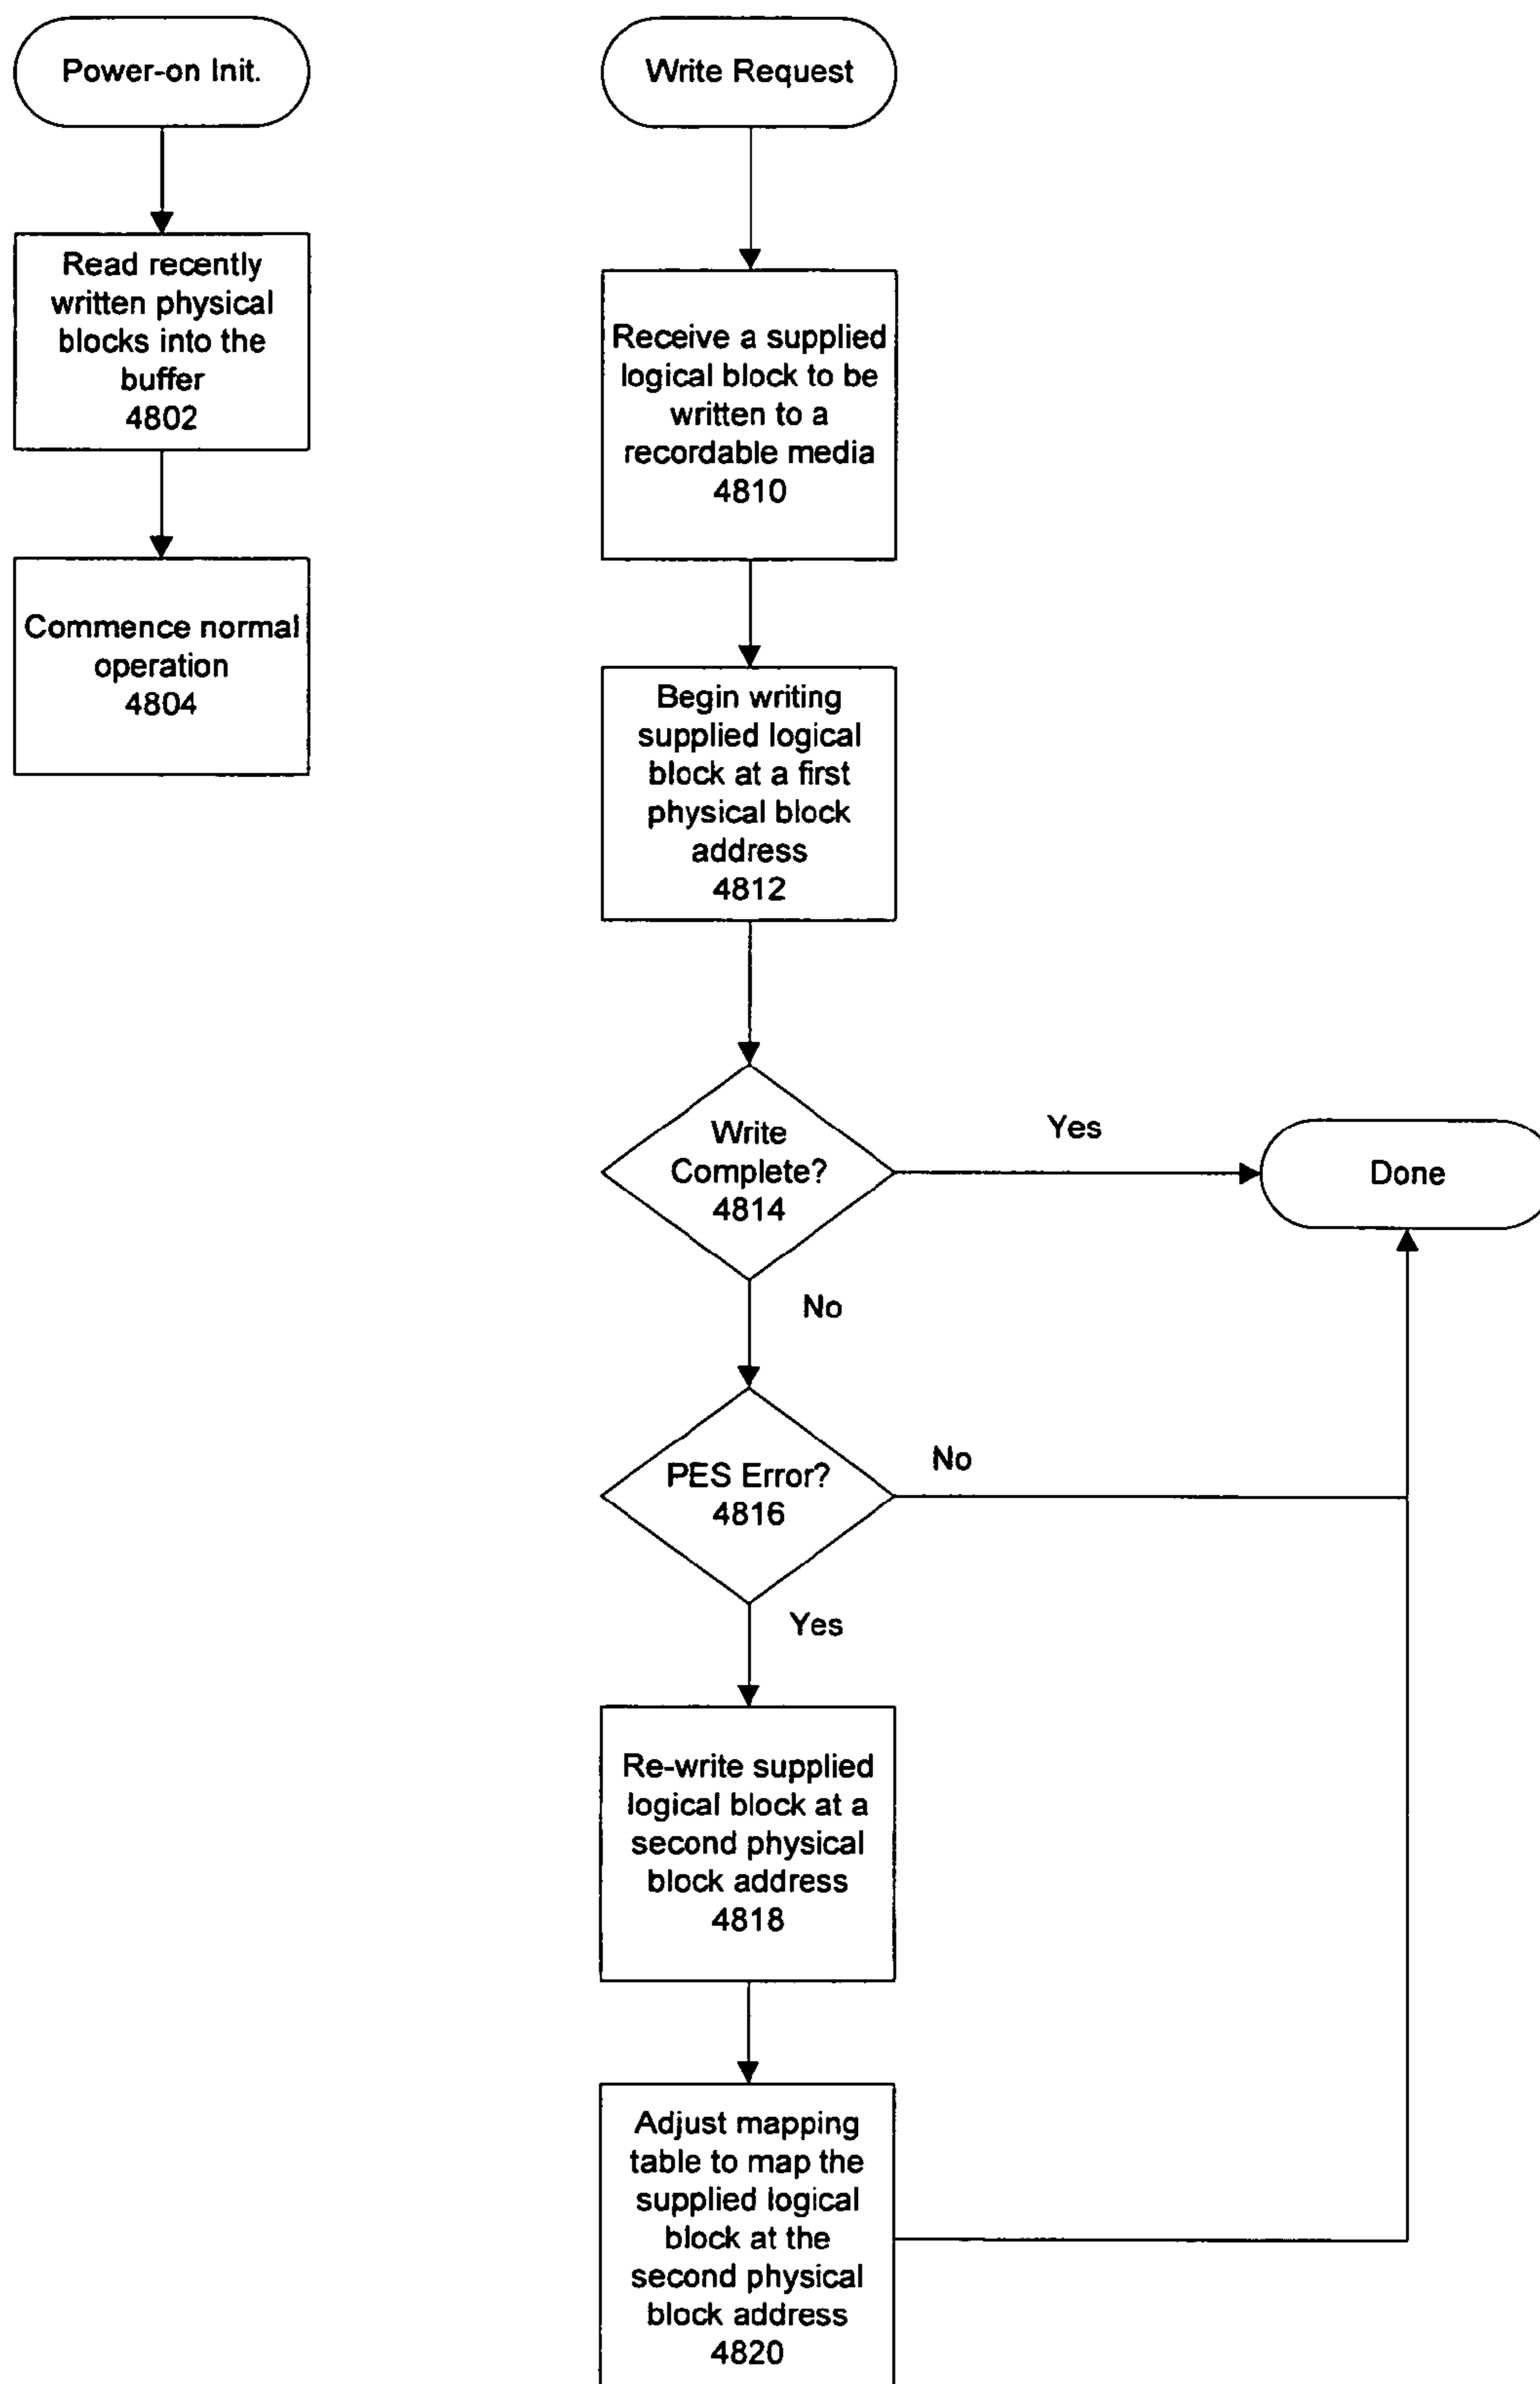 Power-on Init.
Read recently
written physical
blocks into the
buffer
4802
Commence normal
operation
4804
Write Request
Receive a supplied
logical block to be
written to a
recordable media
4810
Begin writing
supplied logical
block at a first
physical block
address
4812
Write
Complete?
4814
Yes
Done
No
PES Error?
4816
No
Yes
Re-write supplied
logical block at a
second physical
block address
4818
Adjust mapping
table to map the
supplied logical
block at the
second physical
block address
4820